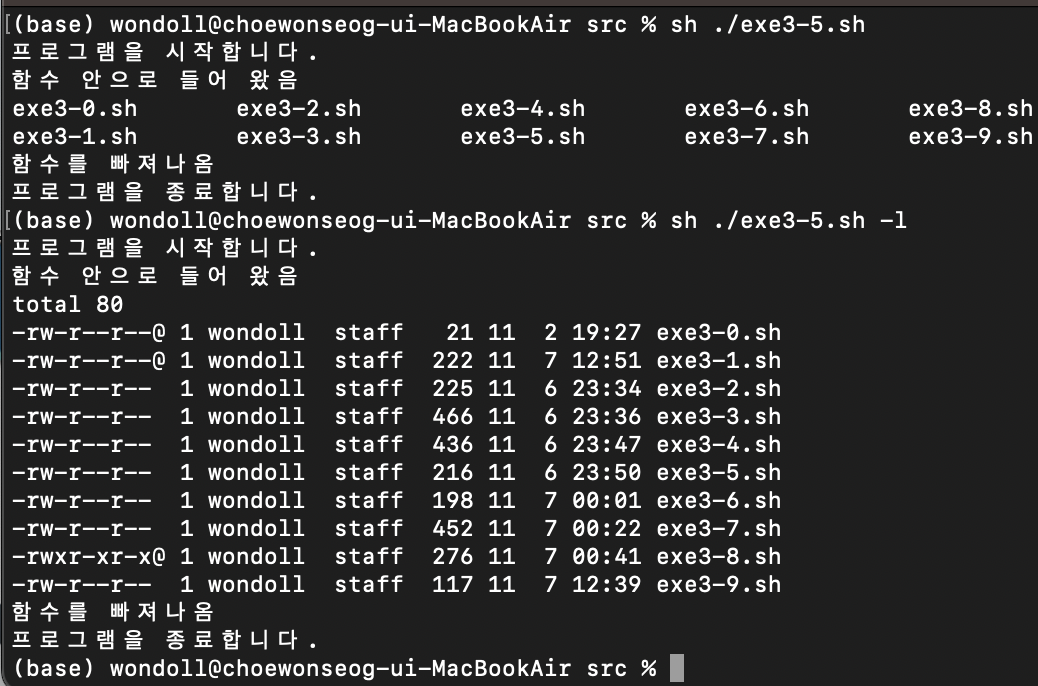 (base) wondoll@choewonseog-ui-MacBookAir src % sh ./exe3-5.sh
프로그램을 시작합니다.
함수 안으로 들어 왔음
exe3-0.sh exe3-2.sh exe3-4.sh exe3-6.sh exe3-8.sh
exe3-1.sh exe3-3.sh exe3-5.sh exe3-7.sh exe3-9.sh
함수를 빠져나옴
프로그램을 종료합니다.
(base) wondoll@choewonseog-ui-MacBookAir src % sh ./exe3-5.sh -l
프로그램을 시작합니다.
함수 안으로 들어 왔음
total 80
-rw-r--r--@ 1 wondoll  staff   21 11  2 19:27 exe3-0.sh
-rw-r--r--@ 1 wondoll  staff  222 11  7 12:51 exe3-1.sh
-rw-r--r--  1 wondoll  staff  225 11  6 23:34 exe3-2.sh
-rw-r--r--  1 wondoll  staff  466 11  6 23:36 exe3-3.sh
-rw-r--r--  1 wondoll  staff  436 11  6 23:47 exe3-4.sh
-rw-r--r--  1 wondoll  staff  216 11  6 23:50 exe3-5.sh
-rw-r--r--  1 wondoll  staff  198 11  7 00:01 exe3-6.sh
-rw-r--r--  1 wondoll  staff  452 11  7 00:22 exe3-7.sh
-rwxr-xr-x@ 1 wondoll  staff  276 11  7 00:41 exe3-8.sh
-rw-r--r--  1 wondoll  staff  117 11  7 12:39 exe3-9.sh
함수를 빠져나옴
프로그램을 종료합니다.
(base) wondoll@choewonseog-ui-MacBookAir src %